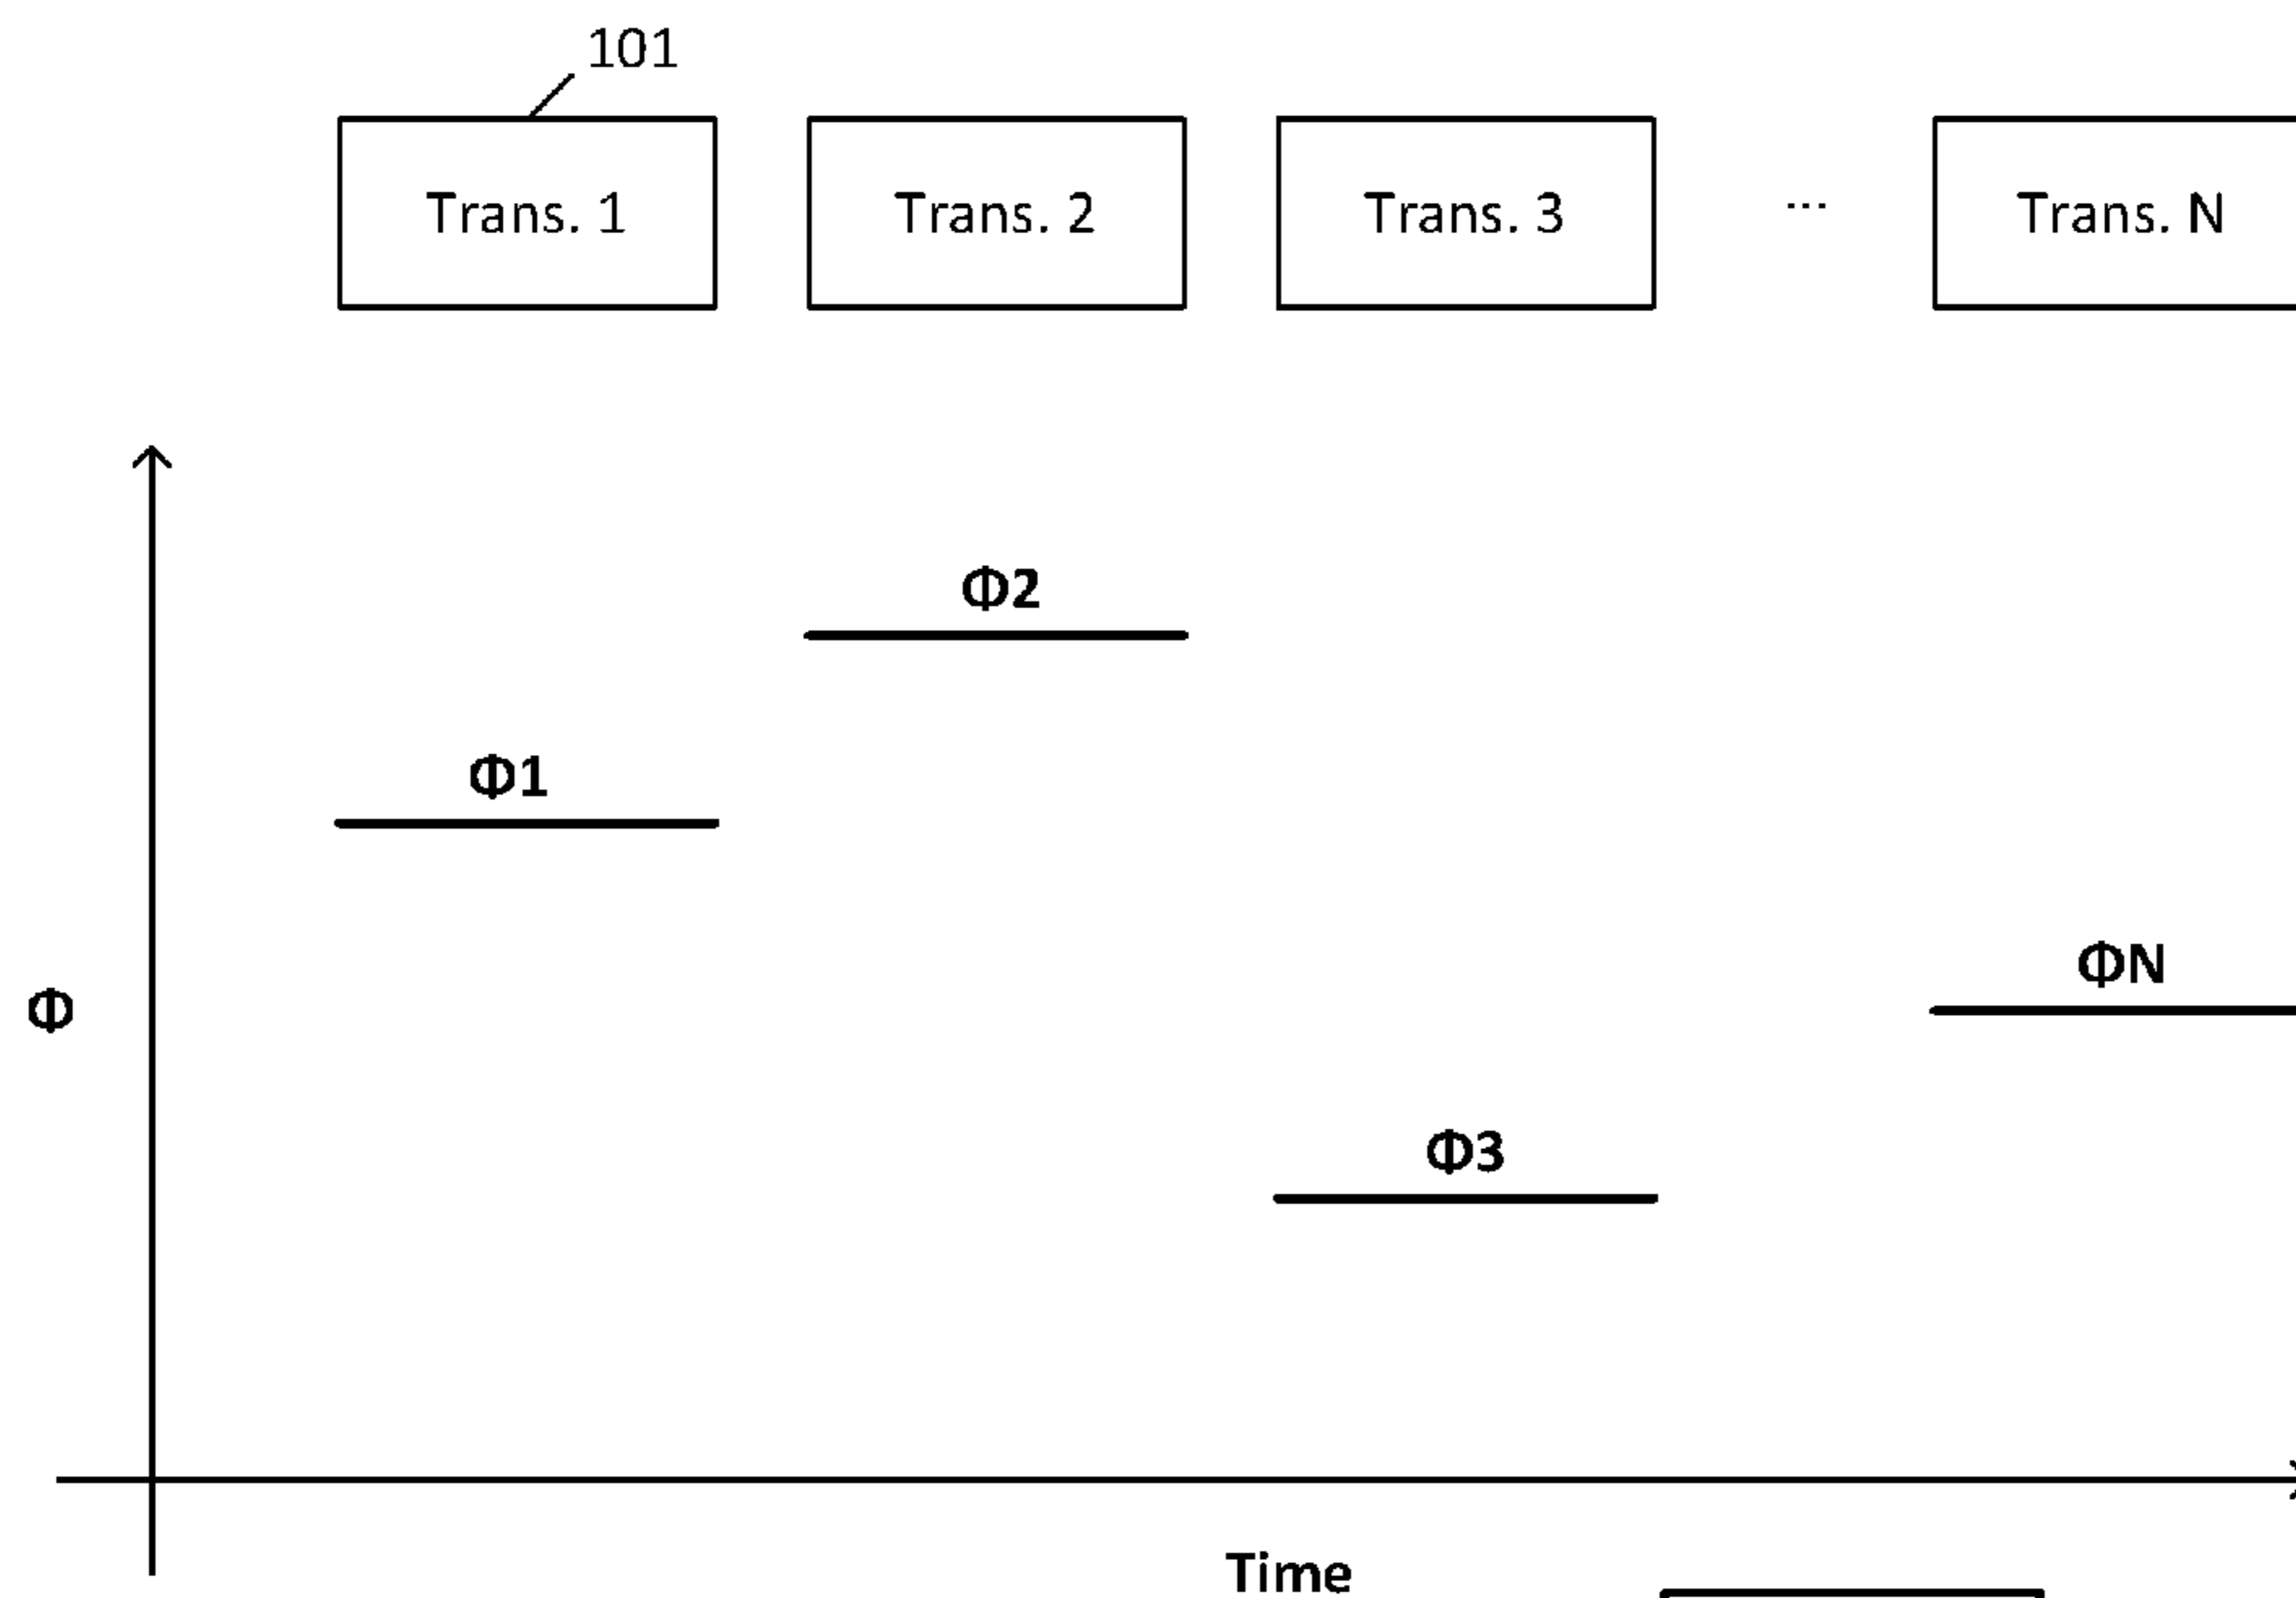 101
Trans. 1
Trans. 2
Trans. 3
...
Trans. N
Φ2
Φ1
ΦN
Φ
Φ3
Time